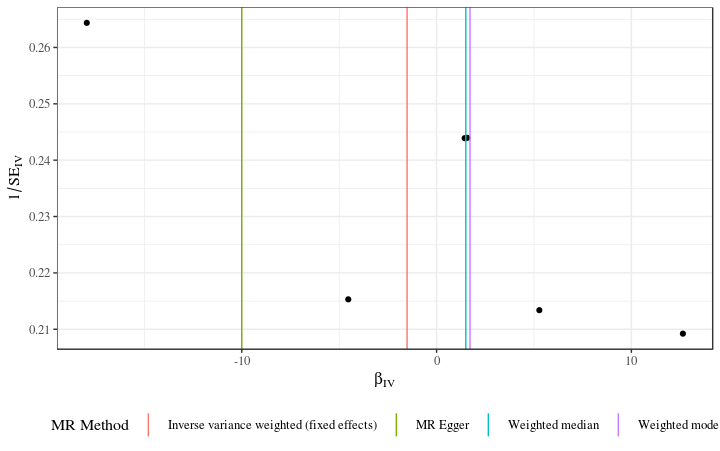 0.26
0.25
0.24
0.23
0.22
0.21
1/SE_IV
-10 0 10
β_IV
MR Method Inverse variance weighted (fixed effects) MR Egger Weighted median Weighted mode